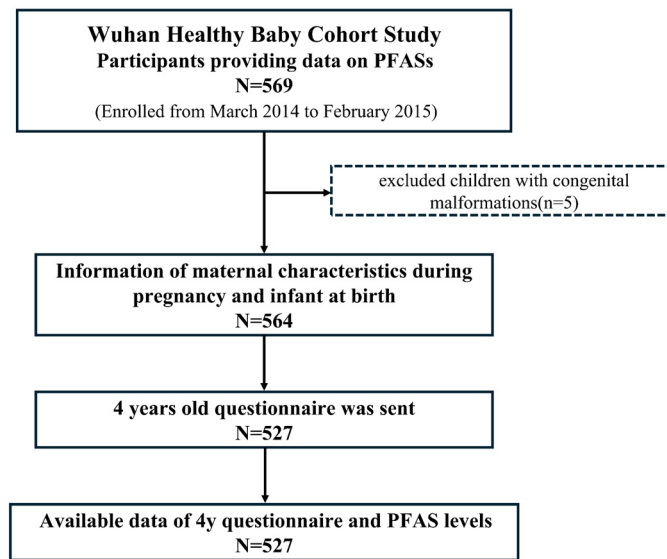 Wuhan Healthy Baby Cohort Study
Participants providing data on PFASs
N=569
(Enrolled from March 2014 to February 2015)
excluded children with congenital
malformations(n=5)
Information of maternal characteristics during
pregnancy and infant at birth
N=564
4 years old questionnaire was sent
N=527
Available data of 4y questionnaire and PFAS levels
N=527